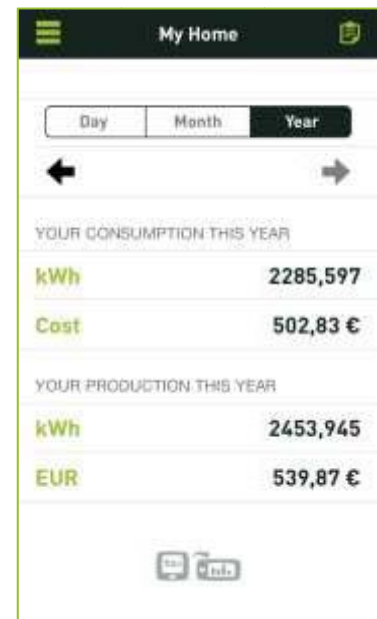 My Home
Day Month Year
YOUR CONSUMPTION THIS YEAR
kWh 2285,597
Cost 502,83 €
YOUR PRODUCTION THIS YEAR
kWh 2453,945
EUR 539,87 €